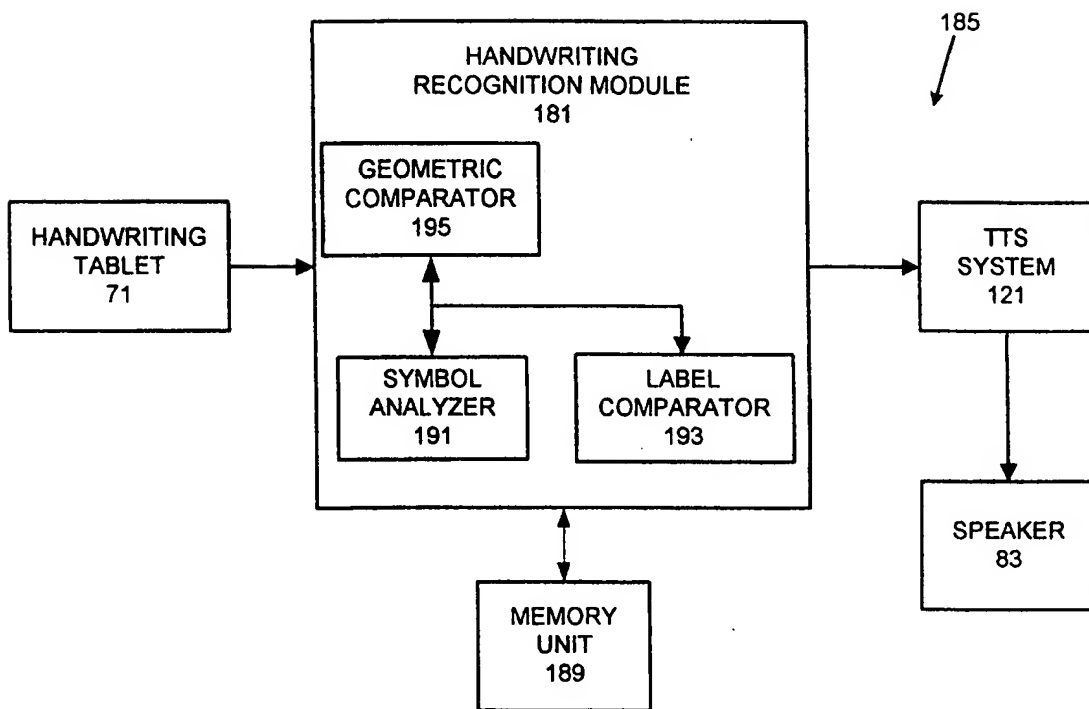 185
HANDWRITING
RECOGNITION MODULE
181
GEOMETRIC
COMPARATOR
195
HANDWRITING
TABLET
71
TTS
SYSTEM
121
SYMBOL
ANALYZER
191
LABEL
COMPARATOR
193
SPEAKER
83
MEMORY
UNIT
189